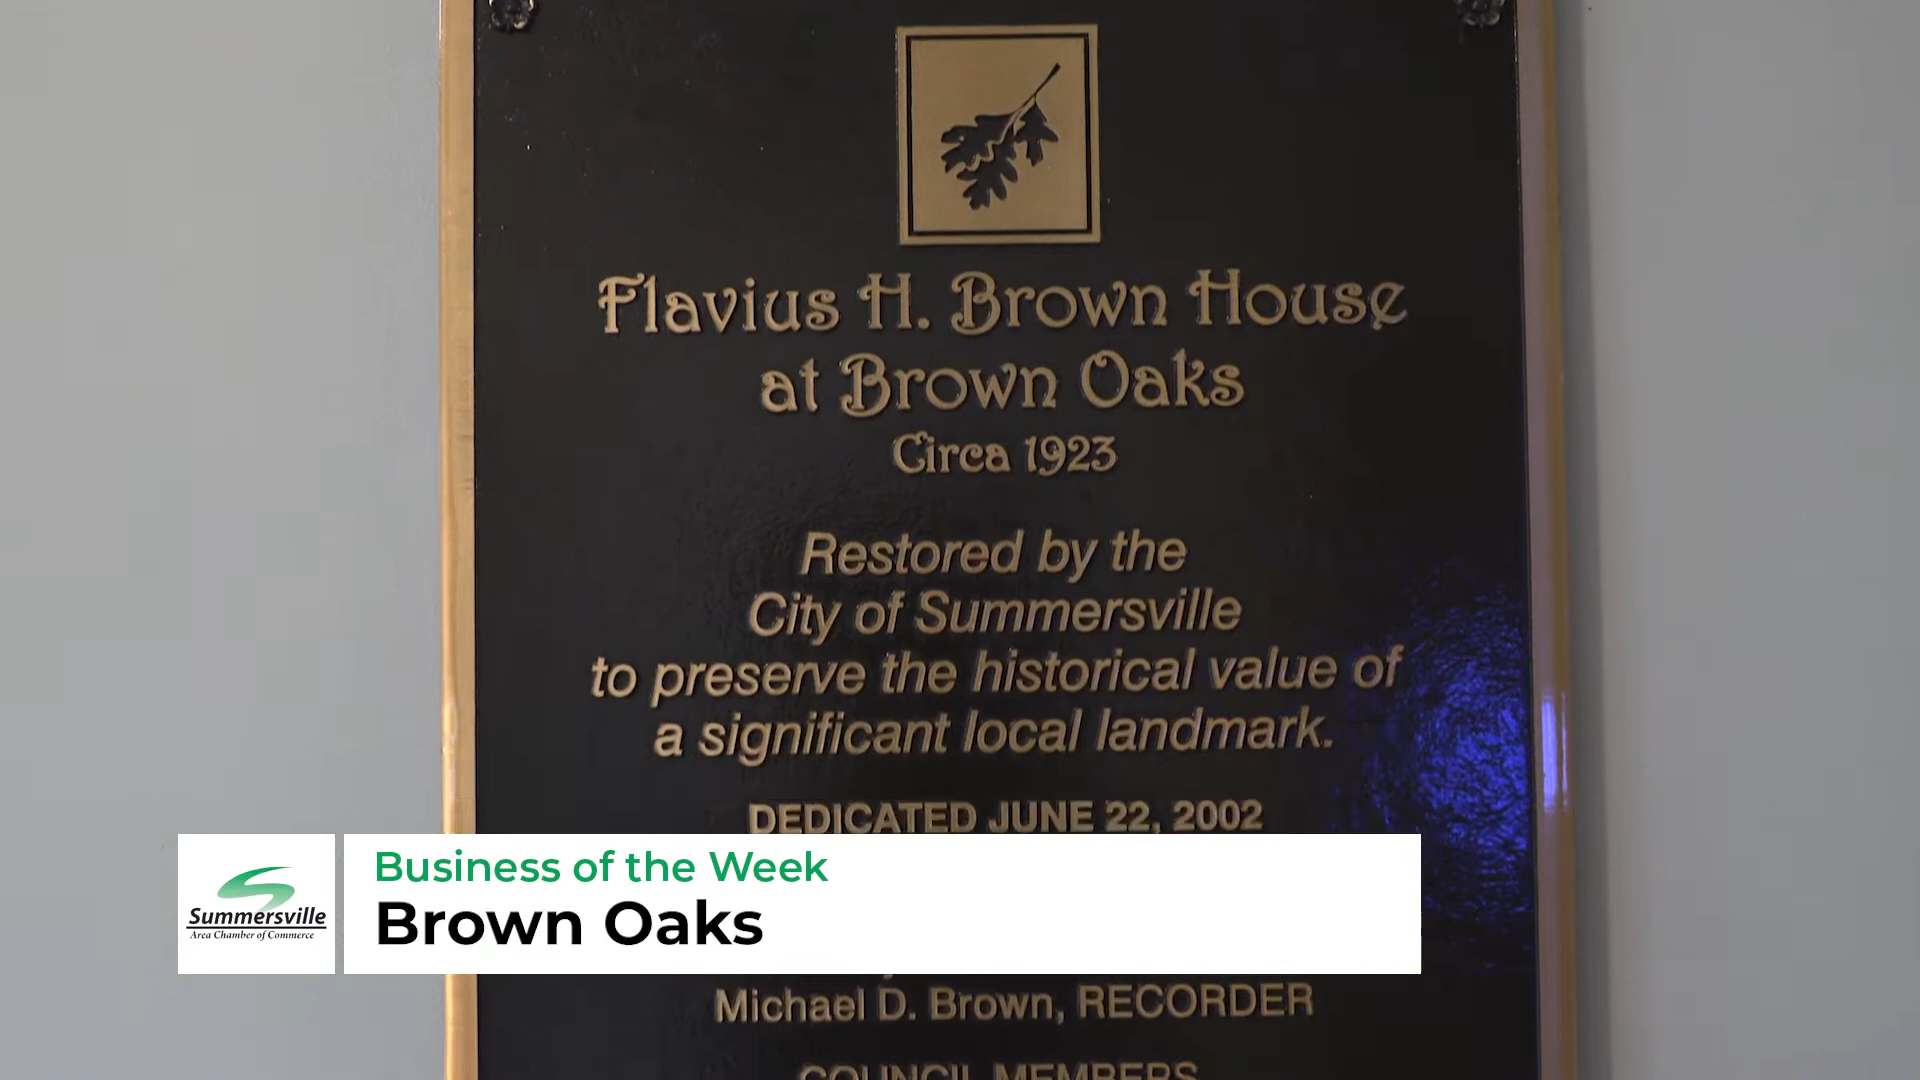 Flavius H. Brown House
at Brown Oaks
Circa 1923
Restored by the
City of Summersville
to preserve the historical value of
a significant local landmark.
DEDICATED JUNE 22, 2002
Summersville
Area Chamber of Commerce
Business of the Week
Brown Oaks
Michael D. Brown, RECORDER
COUNCIL MEMBERS